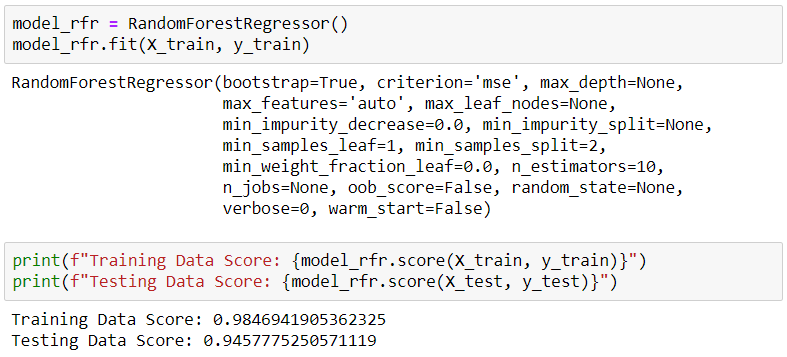 model_rfr = RandomForestRegressor()
model_rfr.fit(X_train, y_train)
RandomForestRegressor(bootstrap=True, criterion='mse', max_depth=None,
max_features='auto', max_leaf_nodes=None,
min_impurity_decrease=0.0, min_impurity_split=None,
min_samples_leaf=1, min_samples_split=2,
min_weight_fraction_leaf=0.0, n_estimators=10,
n_jobs=None, oob_score=False, random_state=None,
verbose=0, warm_start=False)
print(f"Training Data Score: {model_rfr.score(X_train, y_train)}")
print(f"Testing Data Score: {model_rfr.score(X_test, y_test)}")
Training Data Score: 0.9846941905362325
Testing Data Score: 0.9457775250571119